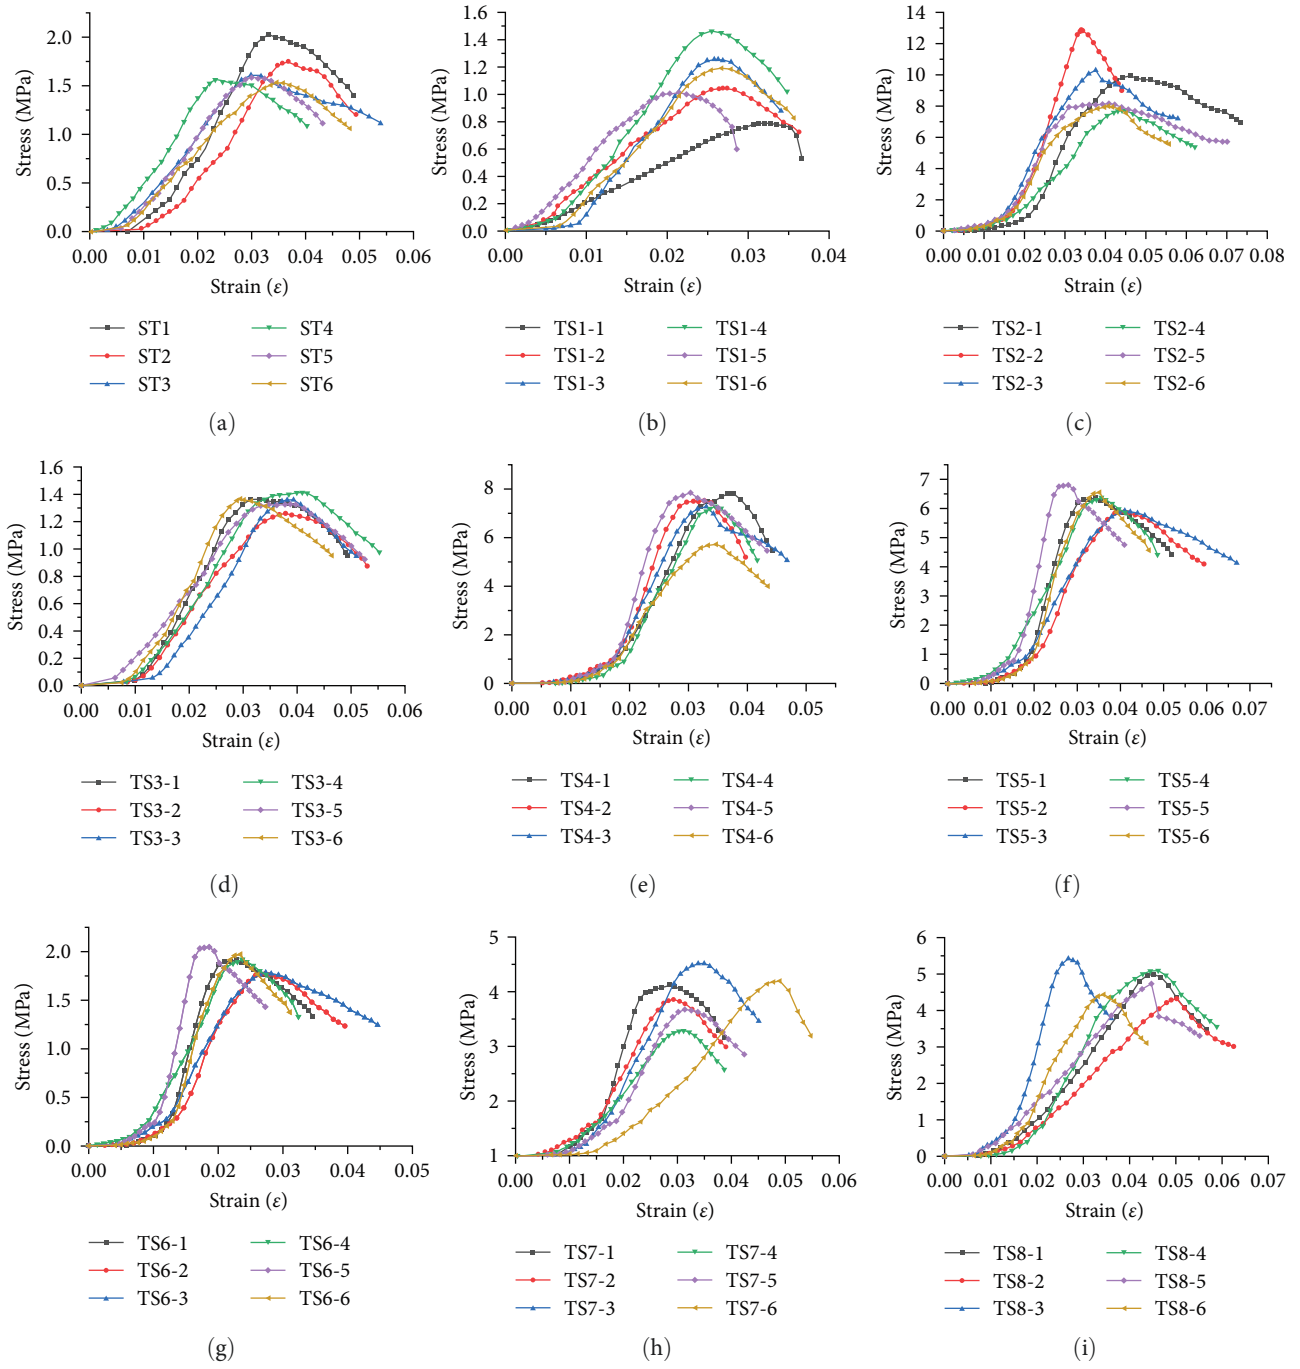 Stress (MPa)
2.0
1.5
1.0
0.5
0.0
0.00 0.01 0.02 0.03 0.04 0.05 0.06
Strain (ε)
ST1 ST4
ST2 ST5
ST3 ST6
(a)
Stress (MPa)
1.6
1.4
1.2
1.0
0.8
0.6
0.4
0.2
0.0
0.00 0.01 0.02 0.03 0.04
Strain (ε)
TS1-1 TS1-4
TS1-2 TS1-5
TS1-3 TS1-6
(b)
Stress (MPa)
14
12
10
8
6
4
2
0
0.00 0.01 0.02 0.03 0.04 0.05 0.06 0.07 0.08
Strain (ε)
TS2-1 TS2-4
TS2-2 TS2-5
TS2-3 TS2-6
(c)
Stress (MPa)
1.6
1.4
1.2
1.0
0.8
0.6
0.4
0.2
0.0
0.00 0.01 0.02 0.03 0.04 0.05 0.06
Strain (ε)
TS3-1 TS3-4
TS3-2 TS3-5
TS3-3 TS3-6
(d)
Stress (MPa)
8
6
4
2
0
0.00 0.01 0.02 0.03 0.04 0.05
Strain (ε)
TS4-1 TS4-4
TS4-2 TS4-5
TS4-3 TS4-6
(e)
Stress (MPa)
7
6
5
4
3
2
1
0
0.00 0.01 0.02 0.03 0.04 0.05 0.06 0.07
Strain (ε)
TS5-1 TS5-4
TS5-2 TS5-5
TS5-3 TS5-6
(f)
Stress (MPa)
2.0
1.5
1.0
0.5
0.0
0.00 0.01 0.02 0.03 0.04 0.05
Strain (ε)
TS6-1 TS6-4
TS6-2 TS6-5
TS6-3 TS6-6
(g)
Stress (MPa)
5
4
3
2
1
0.00 0.01 0.02 0.03 0.04 0.05 0.06
Strain (ε)
TS7-1 TS7-4
TS7-2 TS7-5
TS7-3 TS7-6
(h)
Stress (MPa)
6
5
4
3
2
1
0
0.00 0.01 0.02 0.03 0.04 0.05 0.06 0.07
Strain (ε)
TS8-1 TS8-4
TS8-2 TS8-5
TS8-3 TS8-6
(i)